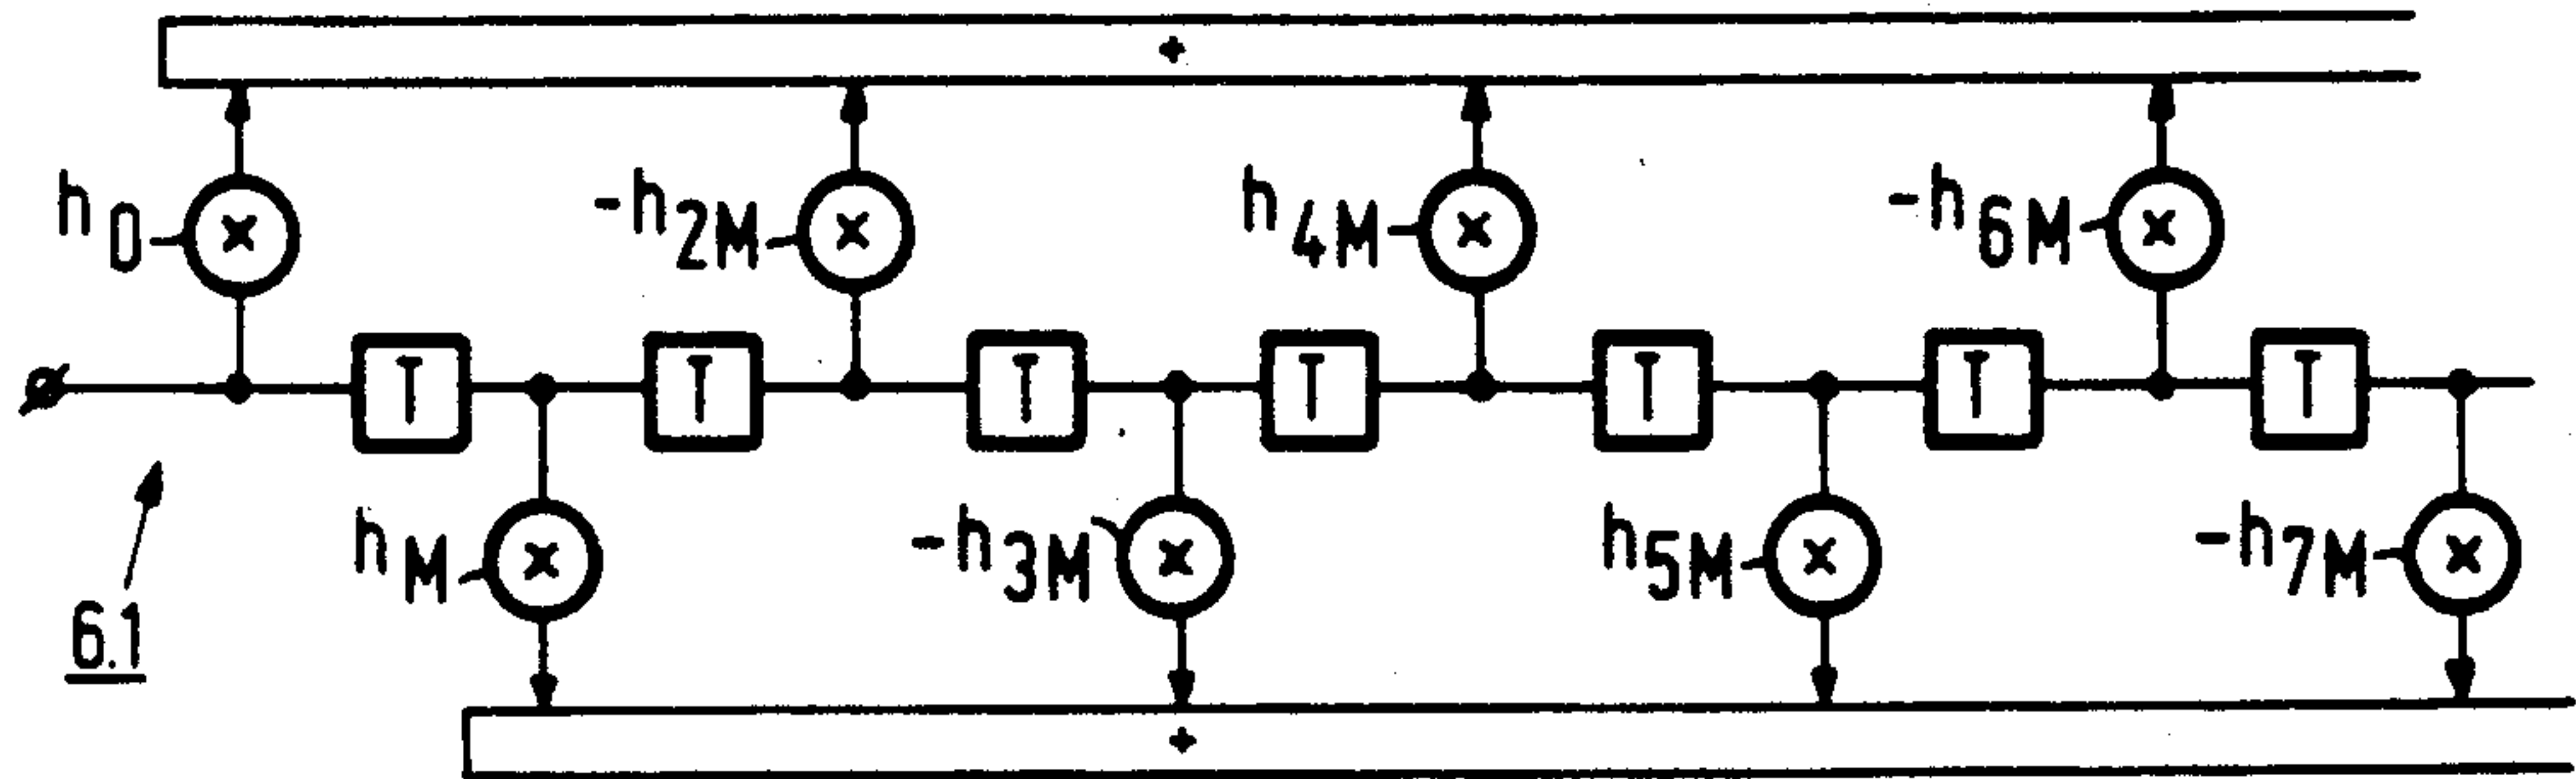 +
h0 × -h2M × h4M × -h6M ×
T T T T T T T
hM × -h3M × h5M × -h7M ×
6.1
+